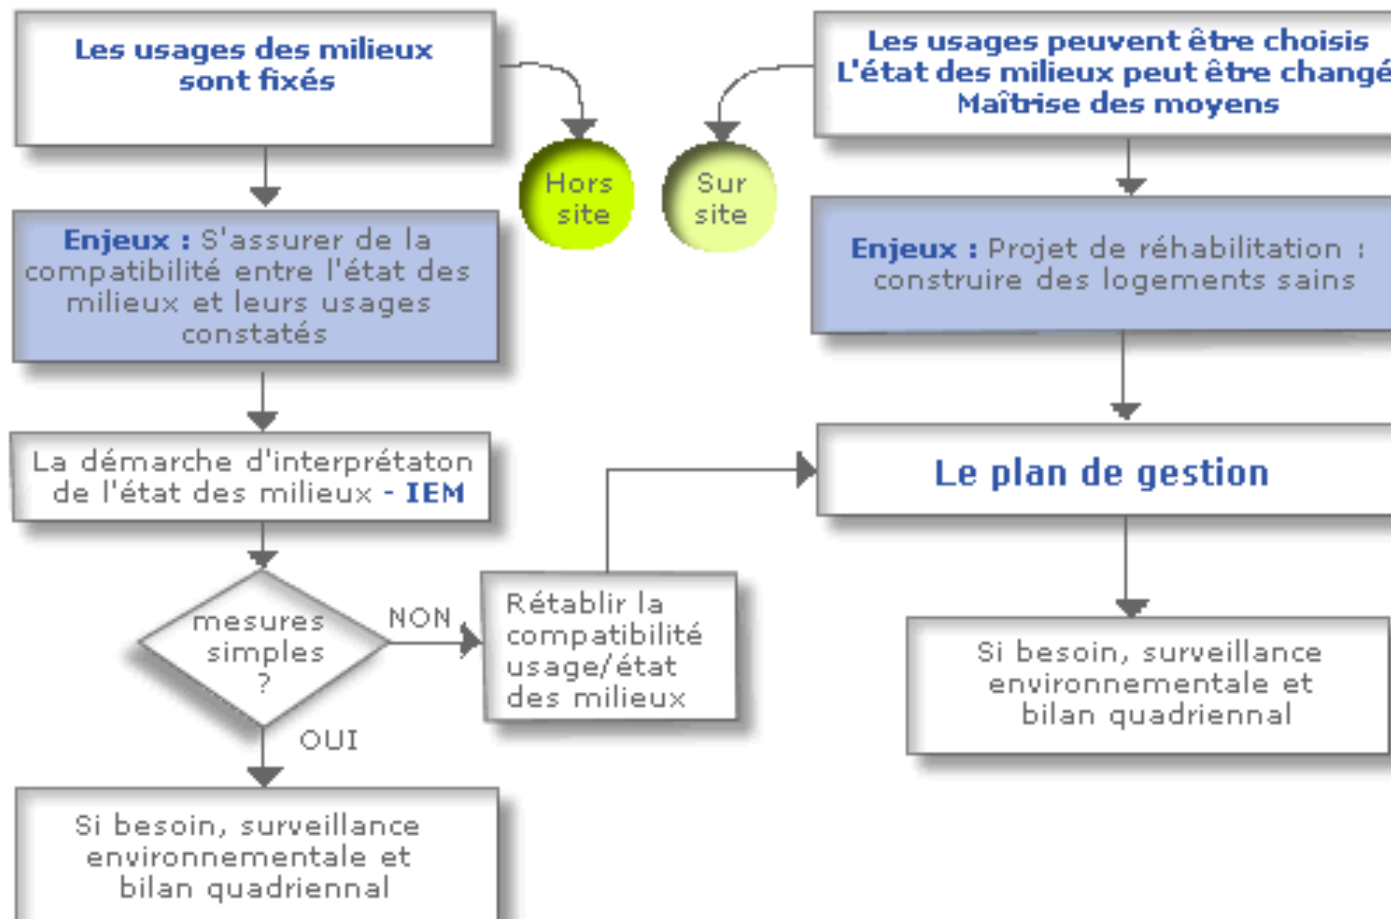 Les usages des milieux
sont fixés
Hors
site
Sur
site
Les usages peuvent être choisis
L'état des milieux peut être changé
Maîtrise des moyens
Enjeux : S'assurer de la
compatibilité entre l'état des
milieux et leurs usages
constatés
Enjeux : Projet de réhabilitation :
construire des logements sains
La démarche d'interprétaton
de l'état des milieux - IEM
Le plan de gestion
mesures
simples
?
NON
Rétablir la
compatibilité
usage/état
des milieux
OUI
Si besoin, surveillance
environnementale et
bilan quadriennal
Si besoin, surveillance
environnementale et
bilan quadriennal